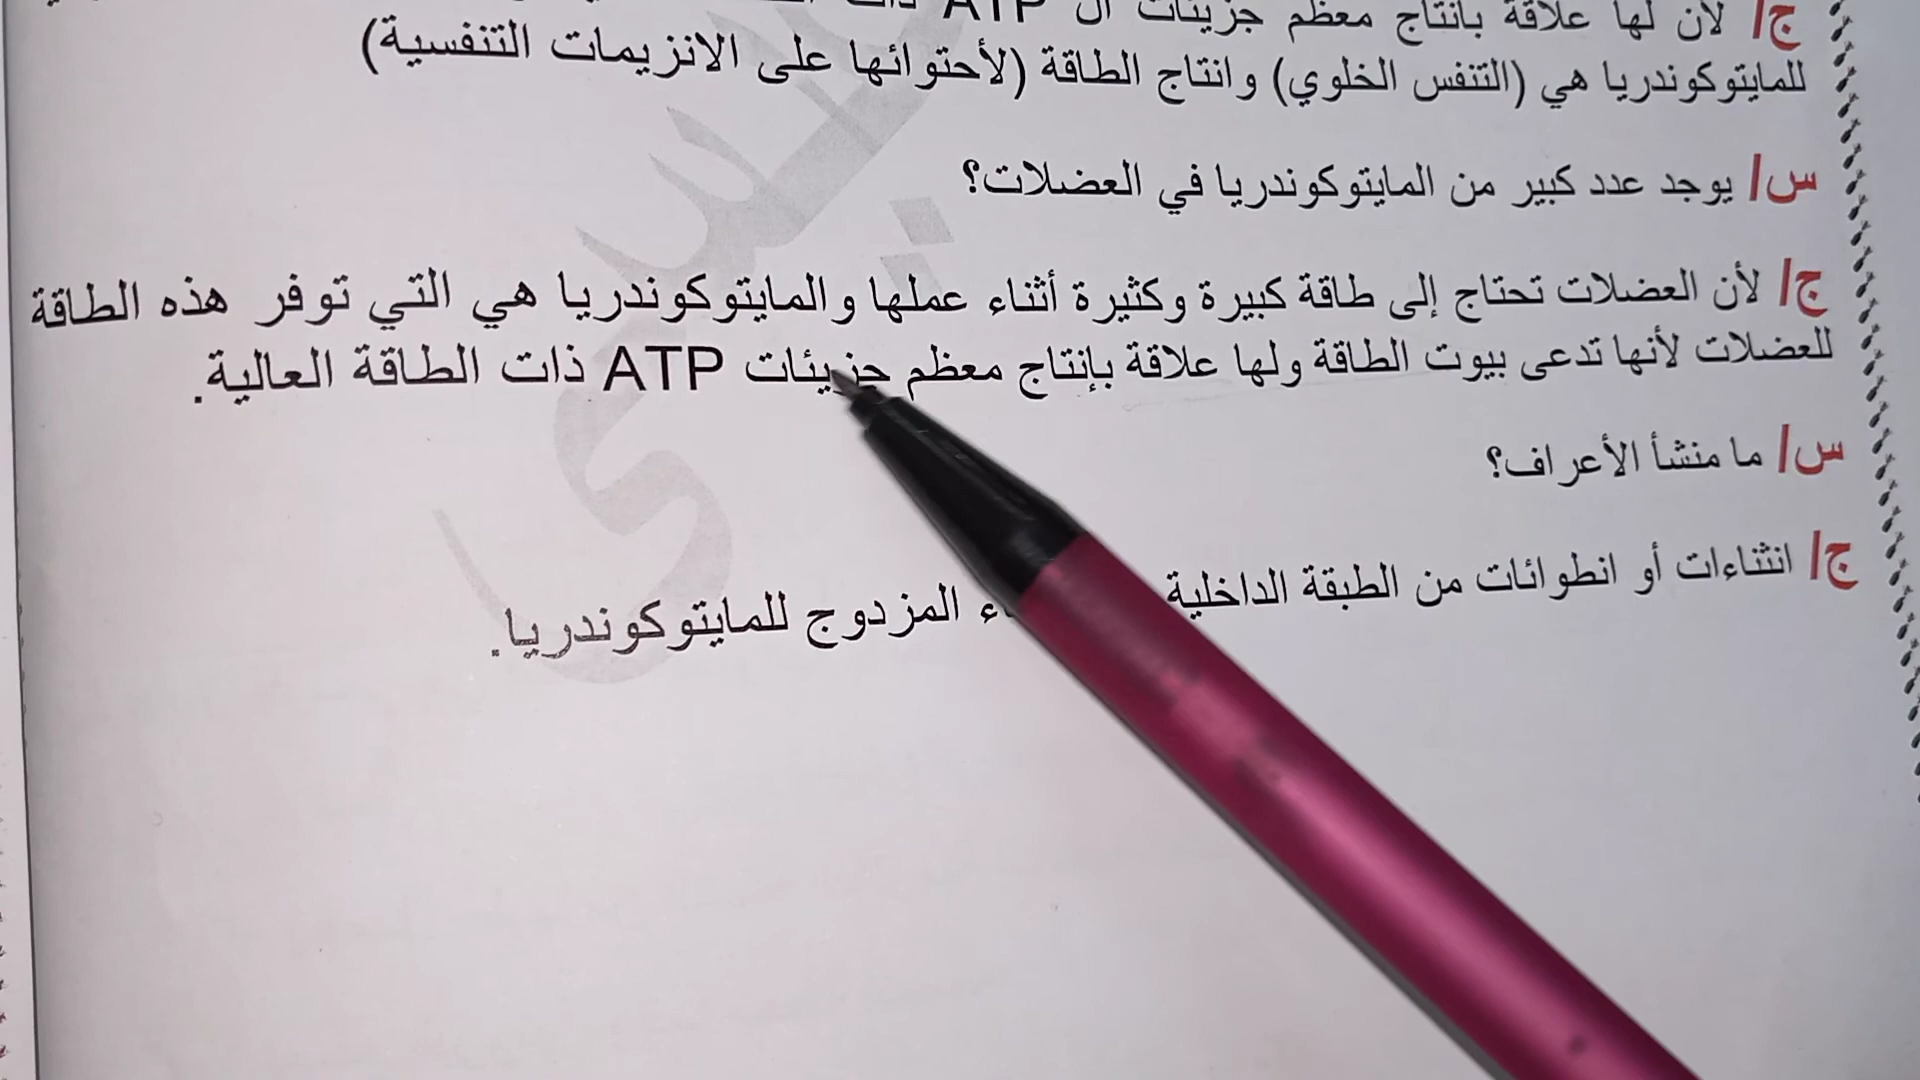 ج/ لأن لها علاقة بانتاج معظم جزيئات ال ATP ذات
للمايتوكوندريا هي (التنفس الخلوي) وانتاج الطاقة (لأحتوائها على الانزيمات التنفسية)
س/ يوجد عدد كبير من المايتوكوندريا في العضلات؟
ج/ لأن العضلات تحتاج إلى طاقة كبيرة وكثيرة أثناء عملها والمايتوكوندريا هي التي توفر هذه الطاقة
للعضلات لأنها تدعى بيوت الطاقة ولها علاقة بإنتاج معظم جزيئات ATP ذات الطاقة العالية.
س/ ما منشأ الأعراف؟
ج/ انثناءات أو انطوائات من الطبقة الداخلية المزدوج للمايتوكوندريا.